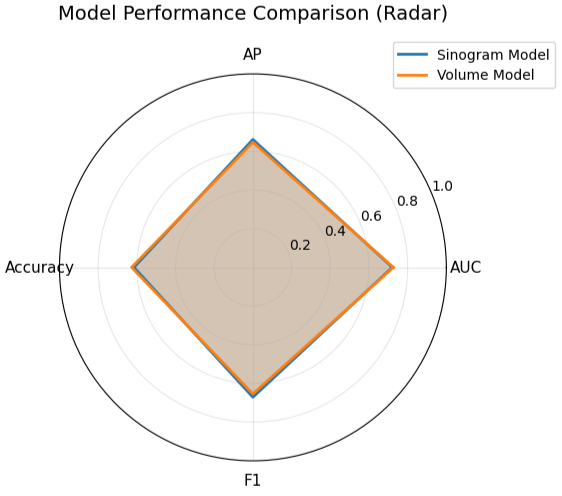 Model Performance Comparison (Radar)
Sinogram Model
Volume Model
AP
1.0
0.8
0.6
0.4
0.2
Accuracy
AUC
F1